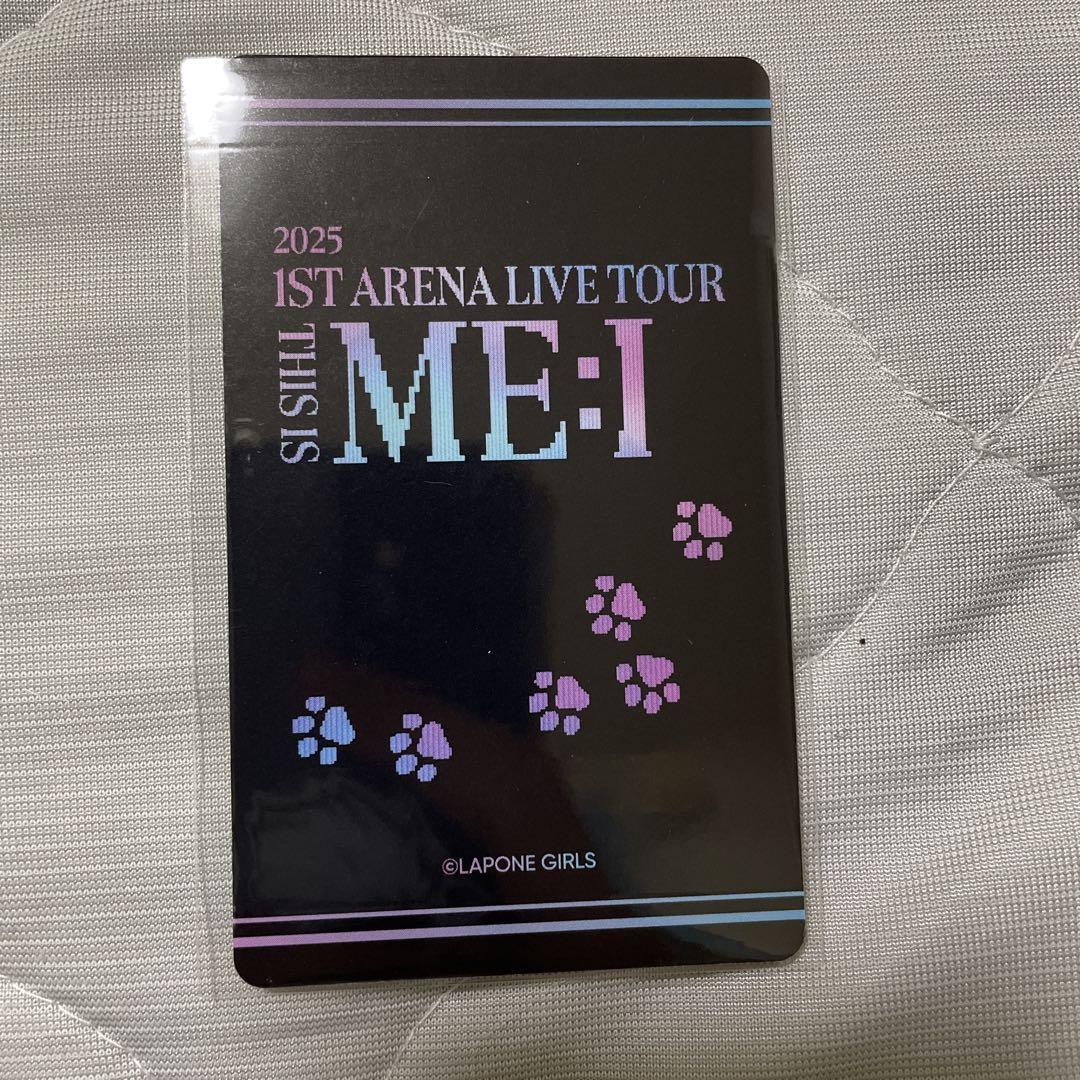 2025
1ST ARENA LIVE TOUR
THIS IS
ME:I
©LAPONE GIRLS